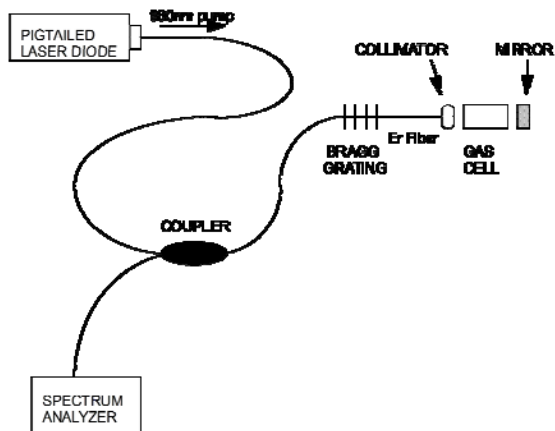 PIGTAILED
LASER DIODE
980nm pump
COLLIMATOR
MIRROR
BRAGG
GRATING
Er Fiber
GAS
CELL
COUPLER
SPECTRUM
ANALYZER